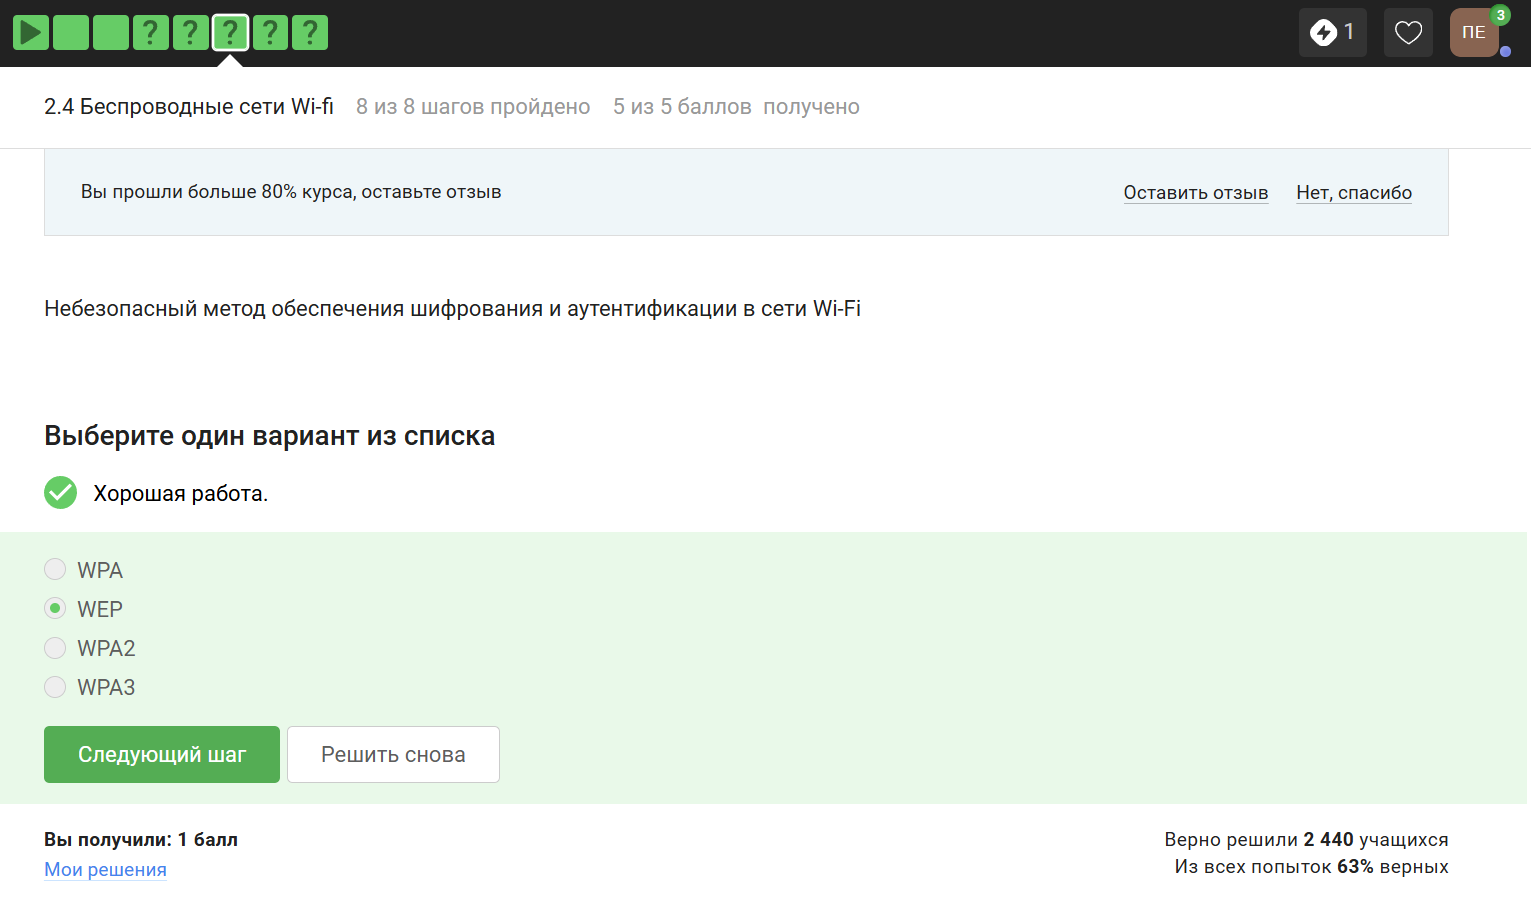 ? ? ? ? ?
1
ПЕ
3
2.4 Беспроводные сети Wi-fi 8 из 8 шагов пройдено 5 из 5 баллов получено
Вы прошли больше 80% курса, оставьте отзыв Оставить отзыв Нет, спасибо
Небезопасный метод обеспечения шифрования и аутентификации в сети Wi-Fi
Выберите один вариант из списка
Хорошая работа.
WPA
WEP
WPA2
WPA3
Следующий шаг Решить снова
Вы получили: 1 балл Верно решили 2 440 учащихся
Мои решения Из всех попыток 63% верных